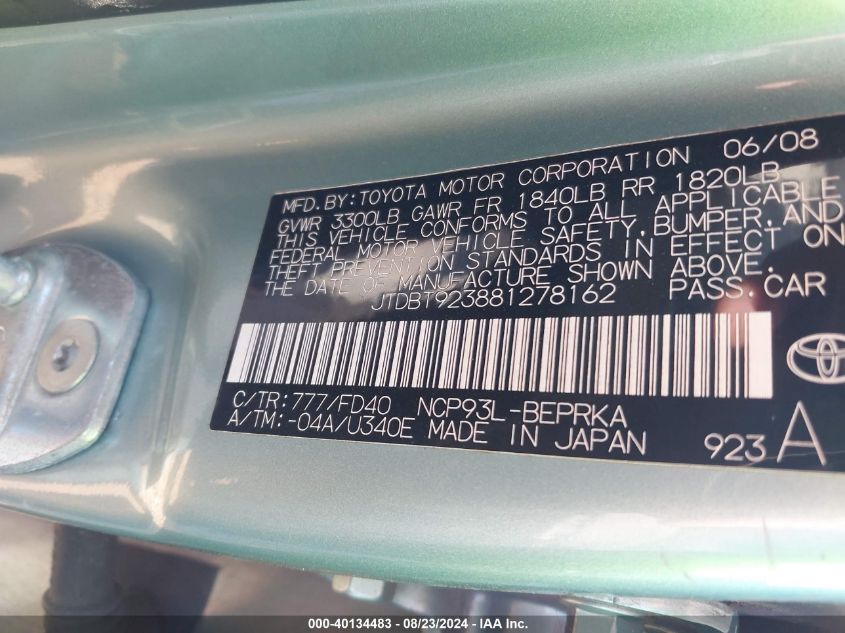 MFD.BY:TOYOTA MOTOR CORPORATION 06/08
GVWR 3300LB GAWR FR 1840LB RR 1820LB
THIS VEHICLE CONFORMS TO ALL APPLICABLE
FEDERAL MOTOR VEHICLE SAFETY,BUMPER,AND
THEFT PREVENTION STANDARDS IN EFFECT ON
THE DATE OF MANUFACTURE SHOWN ABOVE.
JTDBT923881278162 PASS.CAR
C/TR:777/FD40 NCP93L-BEPRKA
A/TM:-04A/U340E MADE IN JAPAN 923 A
000-40134483 - 08/23/2024 - IAA Inc.